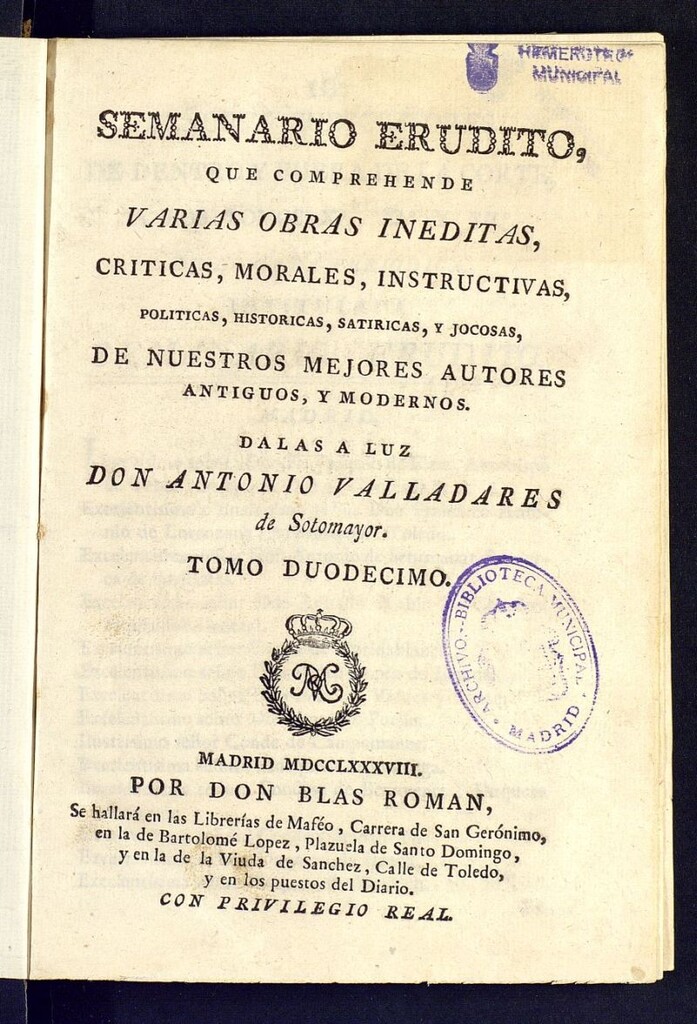 HEMEROTECA
MUNICIPAL
SEMANARIO ERUDITO,
QUE COMPREHENDE
VARIAS OBRAS INEDITAS,
CRITICAS, MORALES, INSTRUCTIVAS,
POLITICAS, HISTORICAS, SATIRICAS, Y JOCOSAS,
DE NUESTROS MEJORES AUTORES
ANTIGUOS, Y MODERNOS.
DALAS A LUZ
DON ANTONIO VALLADARES
de Sotomayor.
TOMO DUODECIMO.
ARCHIVO.-BIBLIOTECA MUNICIPAL
MADRID
MADRID MDCCLXXXVIII.
POR DON BLAS ROMAN,
Se hallará en las Librerías de Maféo, Carrera de San Gerónimo,
en la de Bartolomé Lopez, Plazuela de Santo Domingo,
y en la de la Viuda de Sanchez, Calle de Toledo,
y en los puestos del Diario.
CON PRIVILEGIO REAL.